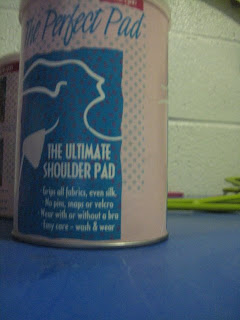 The Perfect Pad
THE ULTIMATE
SHOULDER PAD
· Grips all fabrics, even silk
· No pins, snaps or velcro
· Wear with or without a bra
· Easy care - wash & wear